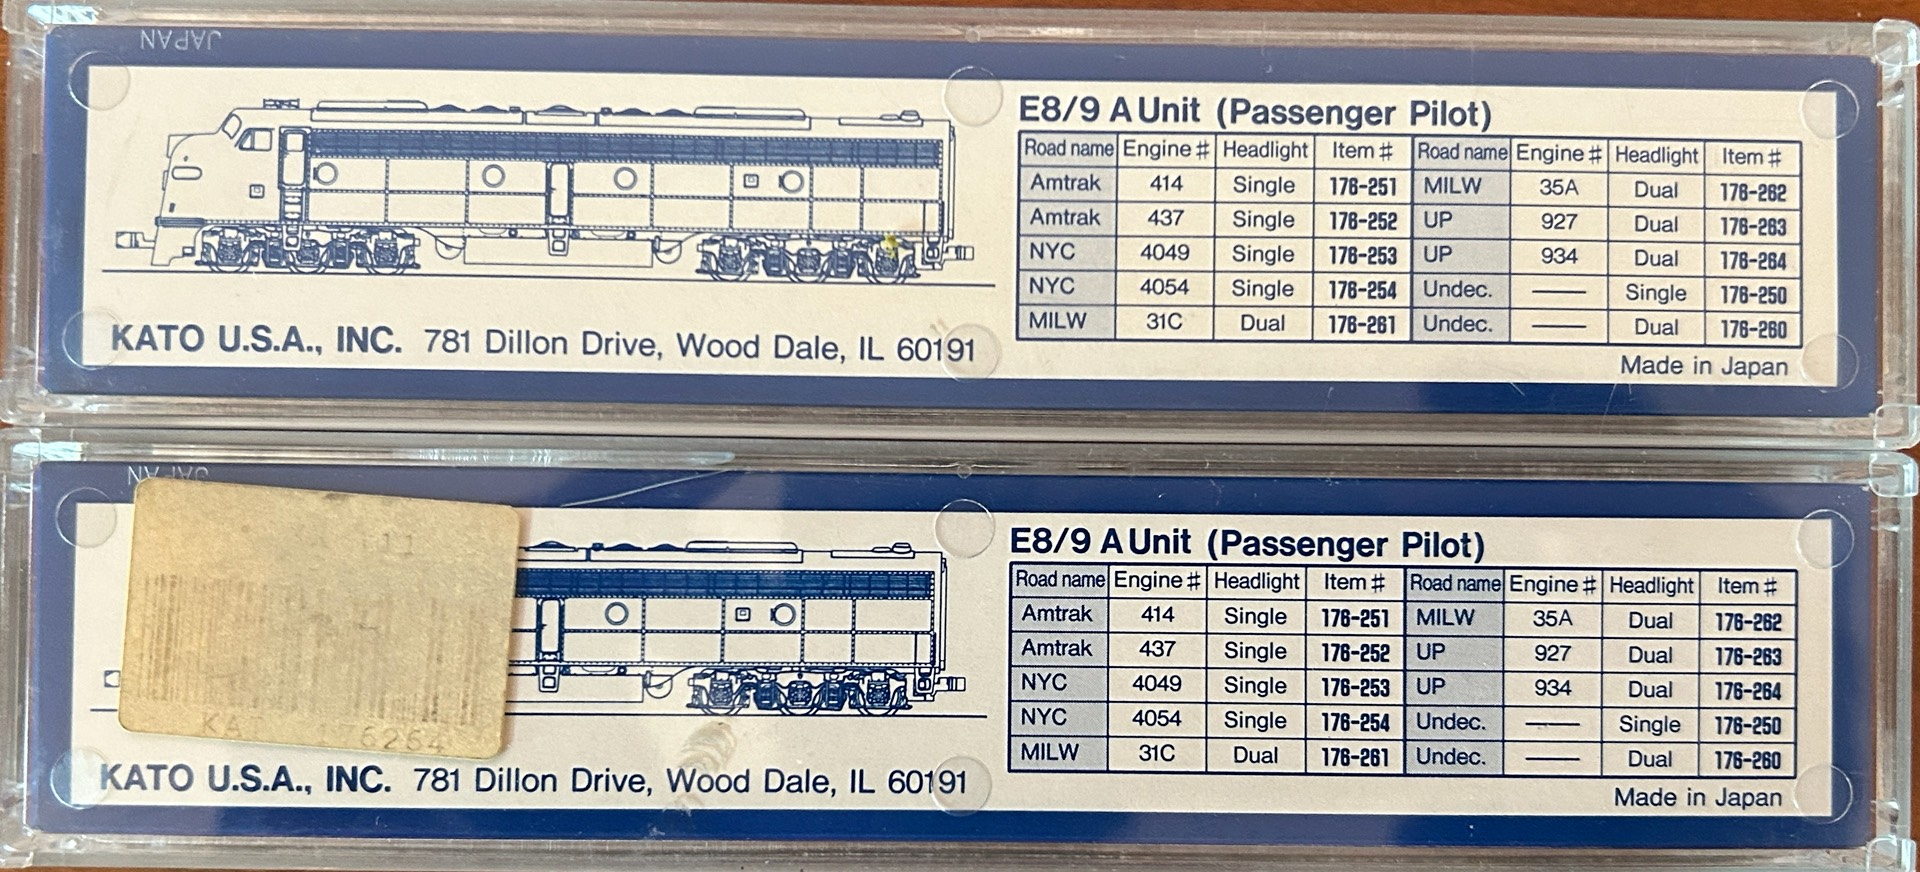 JAPAN
E8/9 A Unit (Passenger Pilot)
Road name Engine # Headlight Item # Road name Engine # Headlight Item #
Amtrak 414 Single 176-251 MILW 35A Dual 176-262
Amtrak 437 Single 176-252 UP 927 Dual 176-263
NYC 4049 Single 176-253 UP 934 Dual 176-264
NYC 4054 Single 176-254 Undec. —— Single 176-250
MILW 31C Dual 176-261 Undec. —— Dual 176-260
KATO U.S.A., INC. 781 Dillon Drive, Wood Dale, IL 60191
Made in Japan
JAPAN
E8/9 A Unit (Passenger Pilot)
Road name Engine # Headlight Item # Road name Engine # Headlight Item #
Amtrak 414 Single 176-251 MILW 35A Dual 176-262
Amtrak 437 Single 176-252 UP 927 Dual 176-263
NYC 4049 Single 176-253 UP 934 Dual 176-264
NYC 4054 Single 176-254 Undec. —— Single 176-250
MILW 31C Dual 176-261 Undec. —— Dual 176-260
KATO U.S.A., INC. 781 Dillon Drive, Wood Dale, IL 60191
Made in Japan